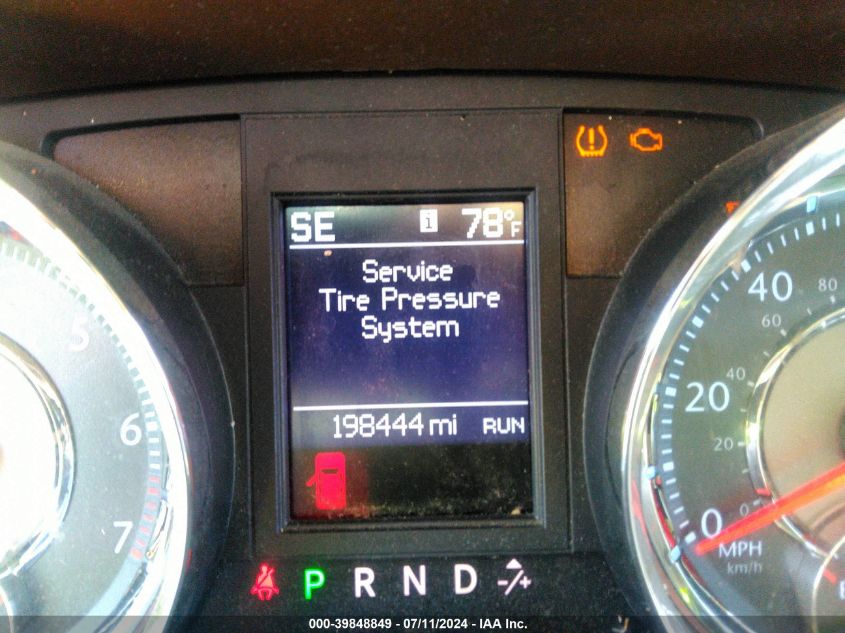 SE i 78°F
Service
Tire Pressure
System
198444 mi RUN
5
6
7
40
20
0
MPH
km/h
80
60
40
20
0
P R N D -/+
000-39848849 - 07/11/2024 - IAA Inc.